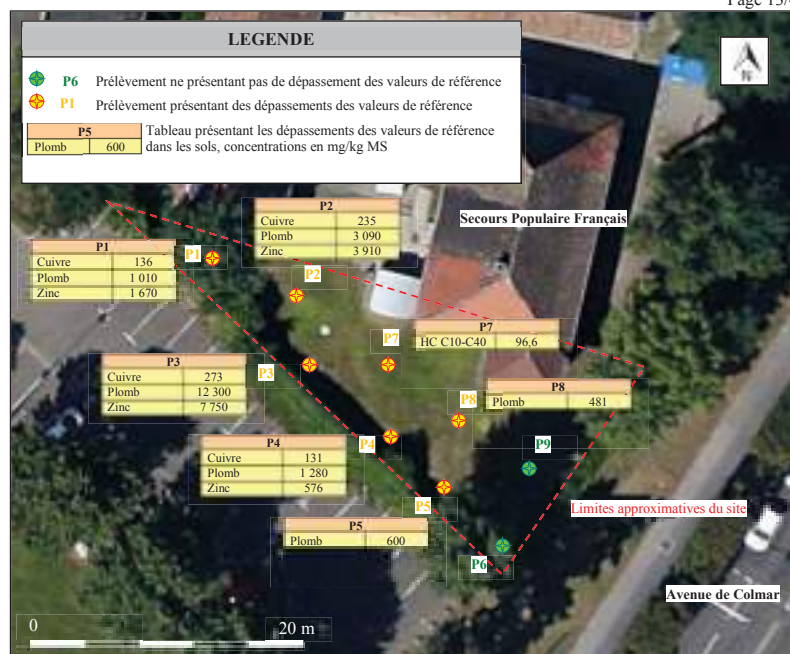 LEGENDE
P6 Prélèvement ne présentant pas de dépassement des valeurs de référence
P1 Prélèvement présentant des dépassements des valeurs de référence
P5
Plomb 600
Tableau présentant les dépassements des valeurs de référence
dans les sols, concentrations en mg/kg MS
N
P2
Cuivre 235
Plomb 3 090
Zinc 3 910
Secours Populaire Français
P1
Cuivre 136
Plomb 1 010
Zinc 1 670
P1
P2
P7
HC C10-C40 96,6
P7
P3
Cuivre 273
Plomb 12 300
Zinc 7 750
P3
P8
Plomb 481
P8
P4
Cuivre 131
Plomb 1 280
Zinc 576
P4
P9
P5
Plomb 600
P5
Limites approximatives du site
P6
Avenue de Colmar
0 20 m